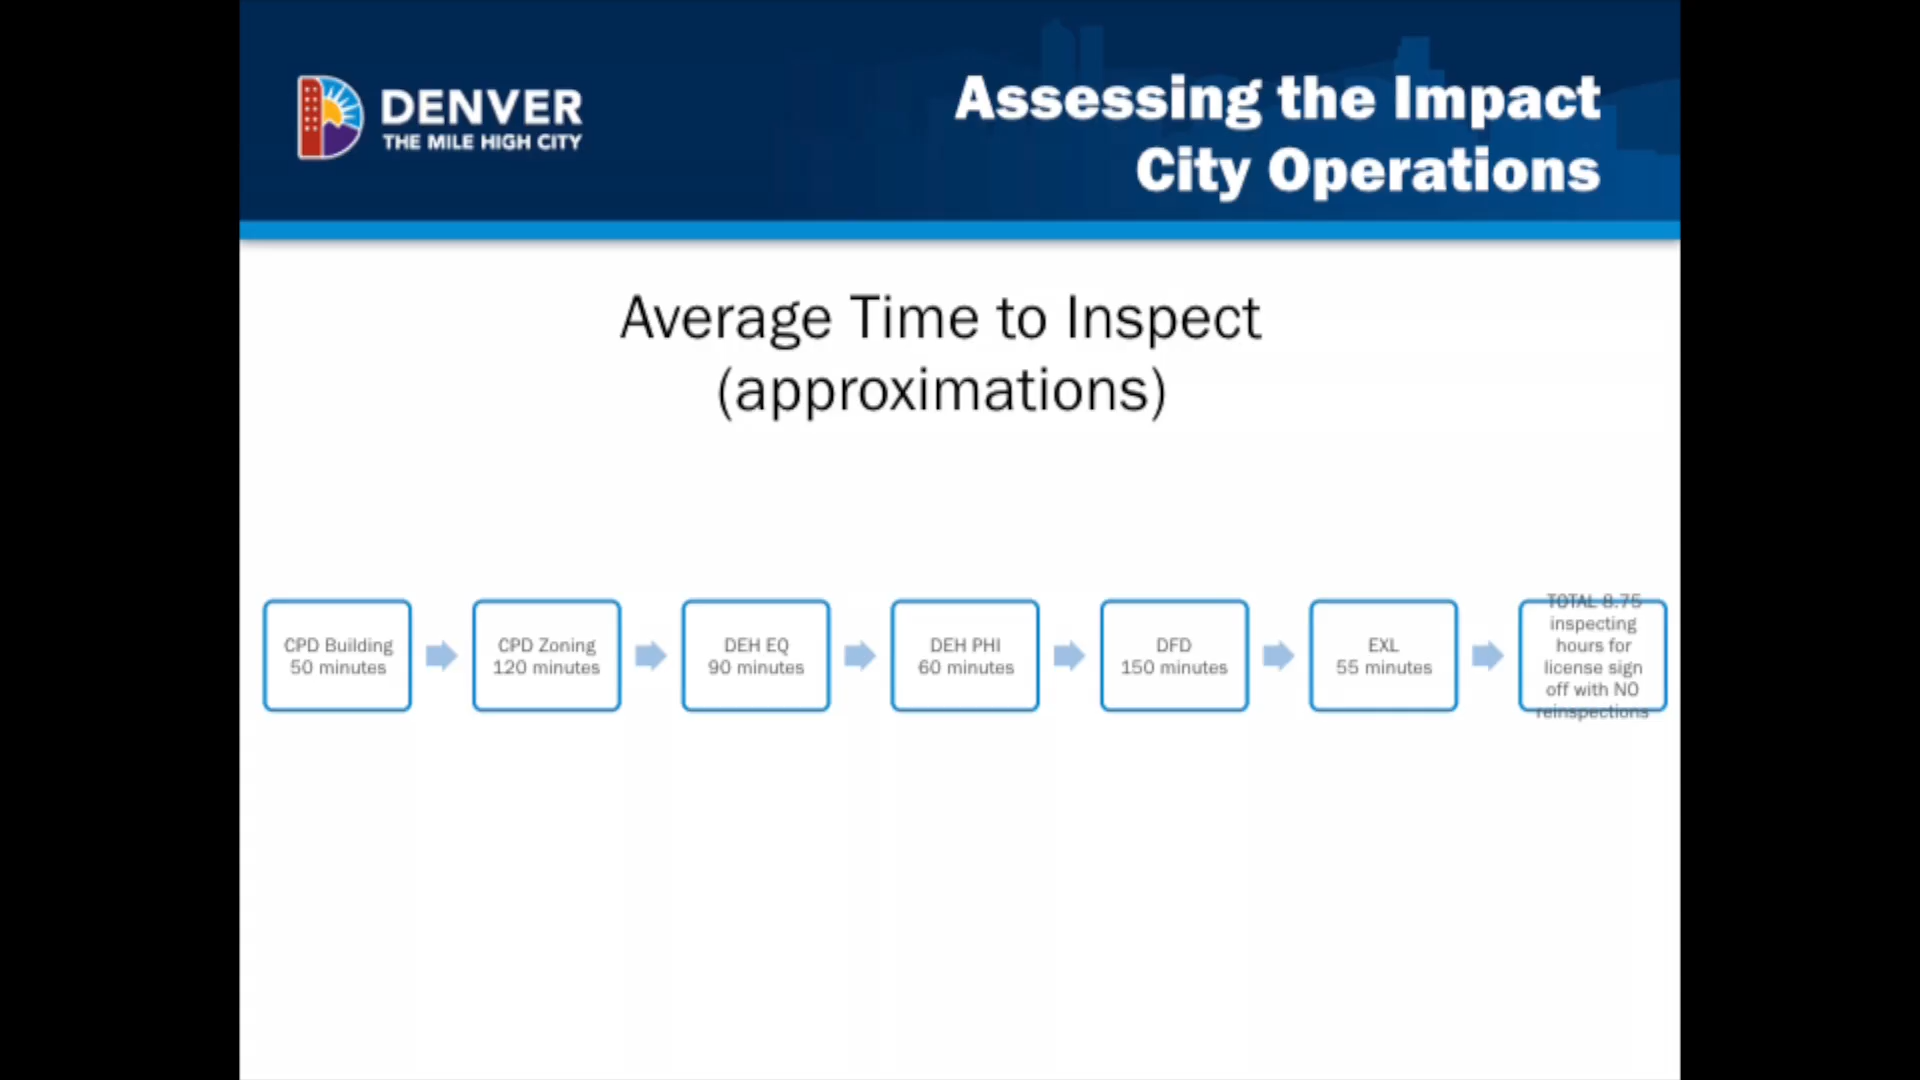 DENVER
THE MILE HIGH CITY
Assessing the Impact
City Operations
Average Time to Inspect
(approximations)
CPD Building
50 minutes
CPD Zoning
120 minutes
DEH EQ
90 minutes
DEH PHI
60 minutes
DFD
150 minutes
EXL
55 minutes
TOTAL 8.75
inspecting
hours for
license sign
off with NO
reinspections